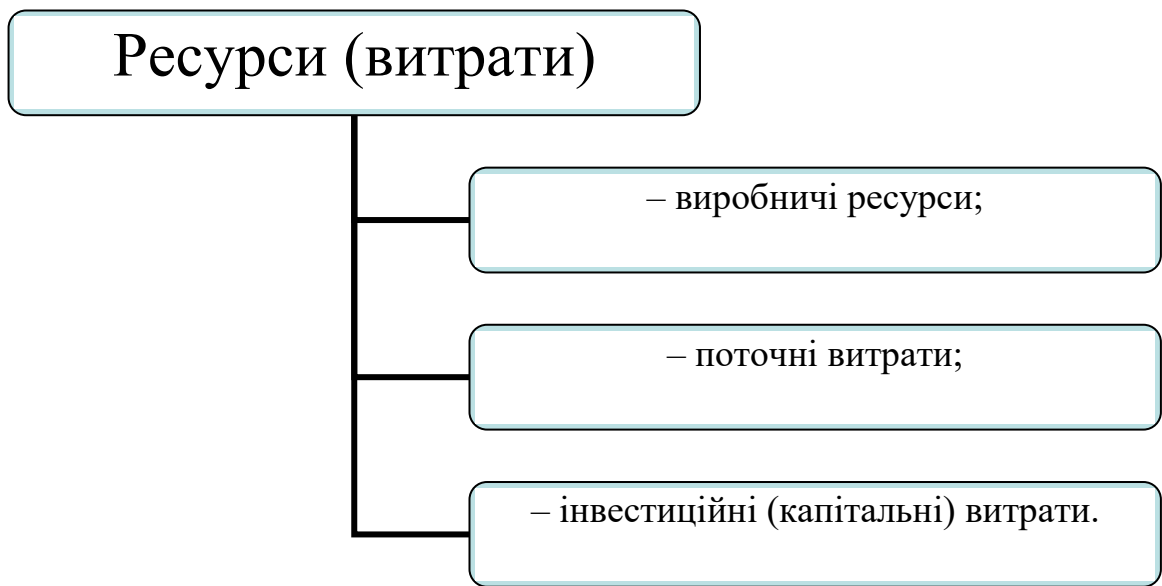 Ресурси (витрати)
– виробничі ресурси;
– поточні витрати;
– інвестиційні (капітальні) витрати.